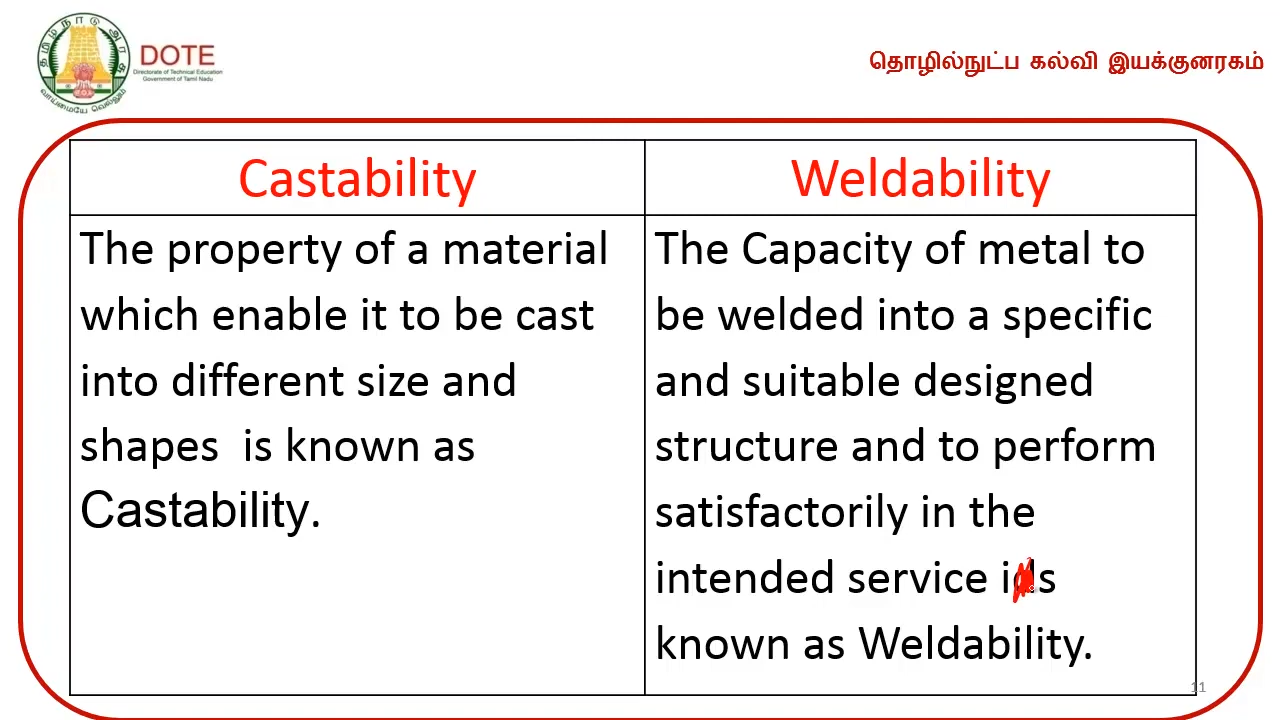 தமிழ் நாடு அரசு
வாய்மையே வெல்லும்
DOTE
Directorate of Technical Education
Government of Tamil Nadu
தொழில்நுட்ப கல்வி இயக்குனரகம்
Castability
Weldability
The property of a material
which enable it to be cast
into different size and
shapes is known as
Castability.
The Capacity of metal to
be welded into a specific
and suitable designed
structure and to perform
satisfactorily in the
intended service ids
known as Weldability.
11